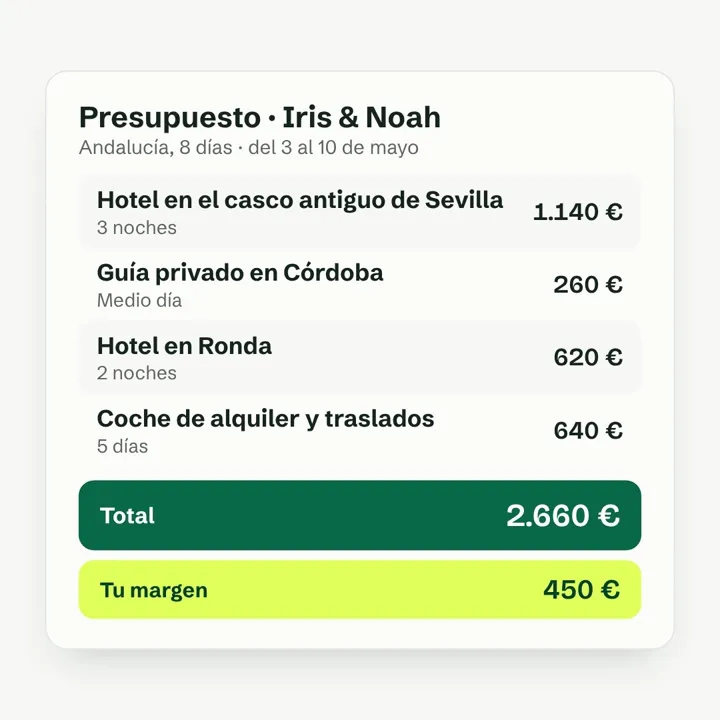 Presupuesto · Iris & Noah
Andalucía, 8 días · del 3 al 10 de mayo
Hotel en el casco antiguo de Sevilla
3 noches
1.140 €
Guía privado en Córdoba
Medio día
260 €
Hotel en Ronda
2 noches
620 €
Coche de alquiler y traslados
5 días
640 €
Total 2.660 €
Tu margen 450 €